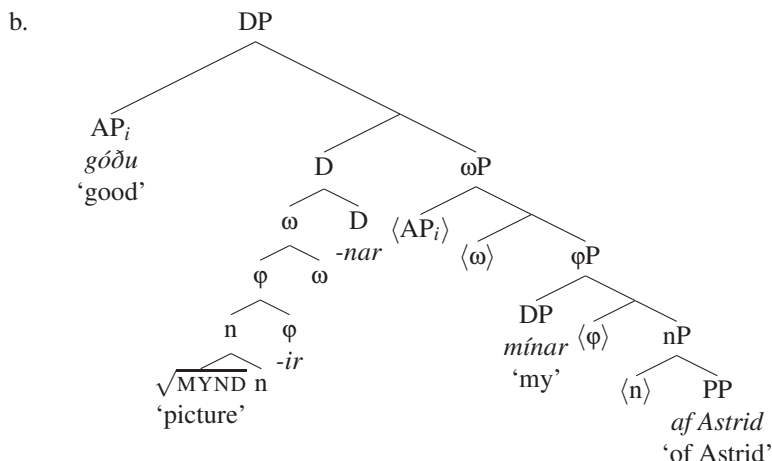 b.
DP
APᵢ
góðu
‘good’
D ωP
ω D ⟨APᵢ⟩
-nar ⟨ω⟩ φP
φ ω
n φ DP ⟨φ⟩ nP
-ir mínar
√MYND n ‘my’ ⟨n⟩ PP
‘picture’ af Astrid
‘of Astrid’